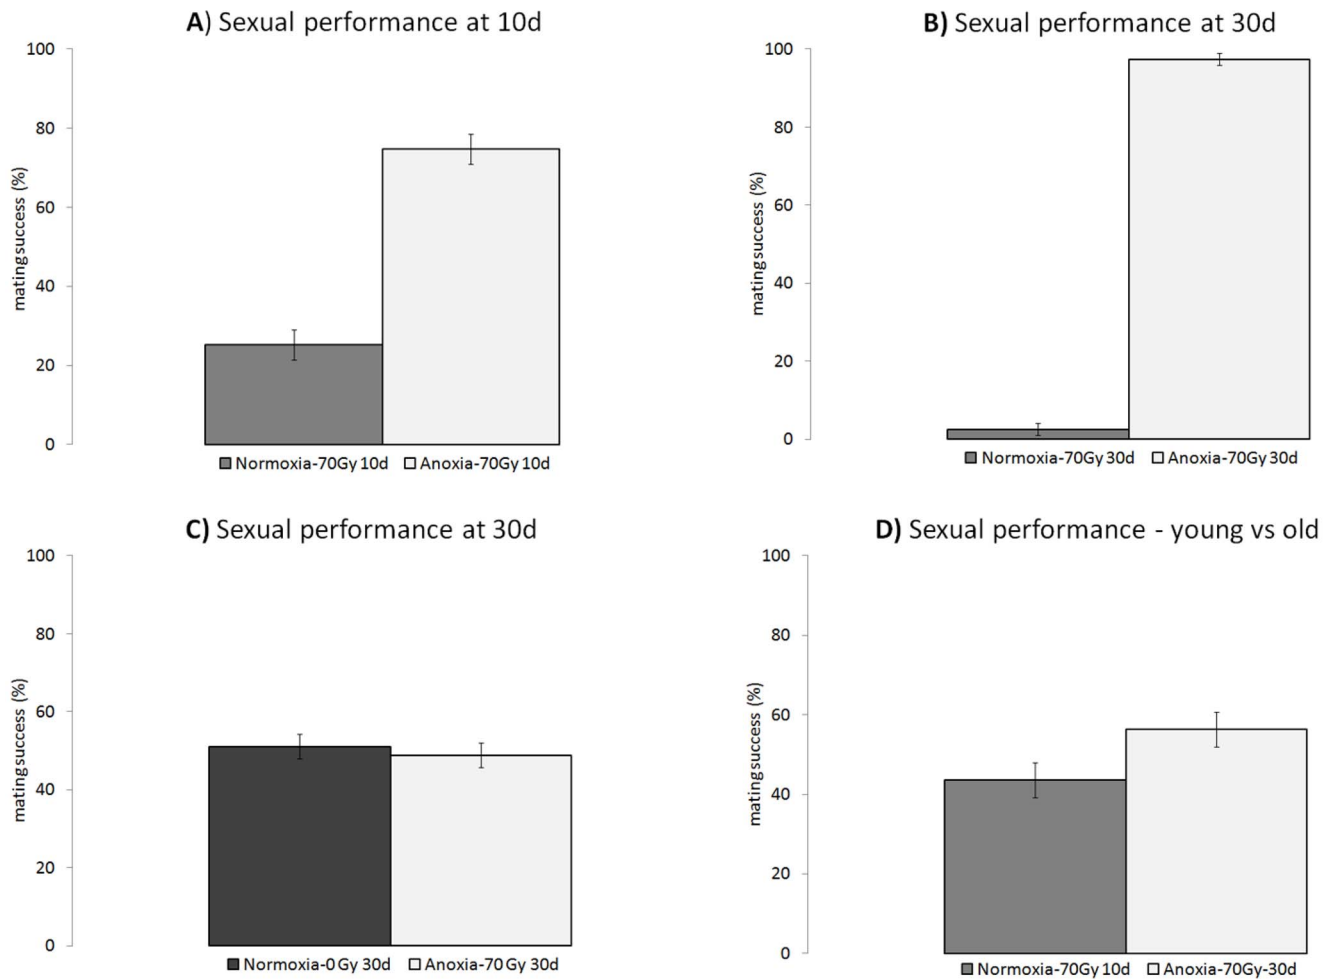 A) Sexual performance at 10d
100
80
60
40
20
0
mating success (%)
Normoxia-70Gy 10d Anoxia-70Gy 10d
B) Sexual performance at 30d
100
80
60
40
20
0
mating success (%)
Normoxia-70Gy 30d Anoxia-70Gy 30d
C) Sexual performance at 30d
100
80
60
40
20
0
mating success (%)
Normoxia-0 Gy 30d Anoxia-70 Gy 30d
D) Sexual performance - young vs old
100
80
60
40
20
0
mating success (%)
Normoxia-70Gy 10d Anoxia-70Gy-30d